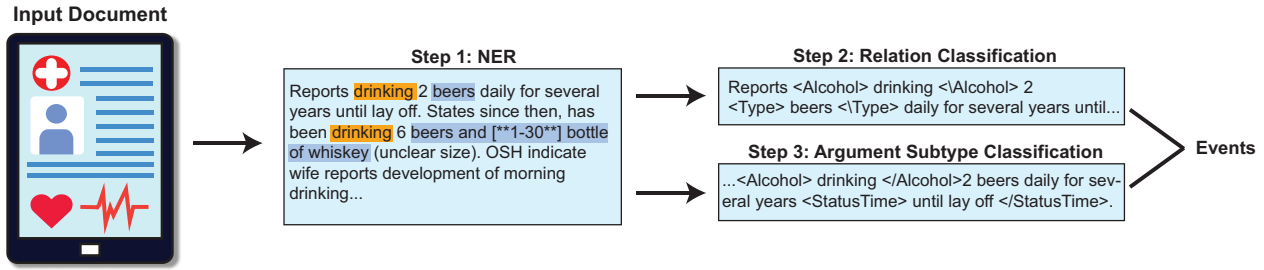 Input Document
Step 1: NER
Reports drinking 2 beers daily for several
years until lay off. States since then, has
been drinking 6 beers and [**1-30**] bottle
of whiskey (unclear size). OSH indicate
wife reports development of morning
drinking...
Step 2: Relation Classification
Reports <Alcohol> drinking <\Alcohol> 2
<Type> beers <\Type> daily for several years until...
Step 3: Argument Subtype Classification
...<Alcohol> drinking </Alcohol>2 beers daily for sev-
eral years <StatusTime> until lay off </StatusTime>.
Events